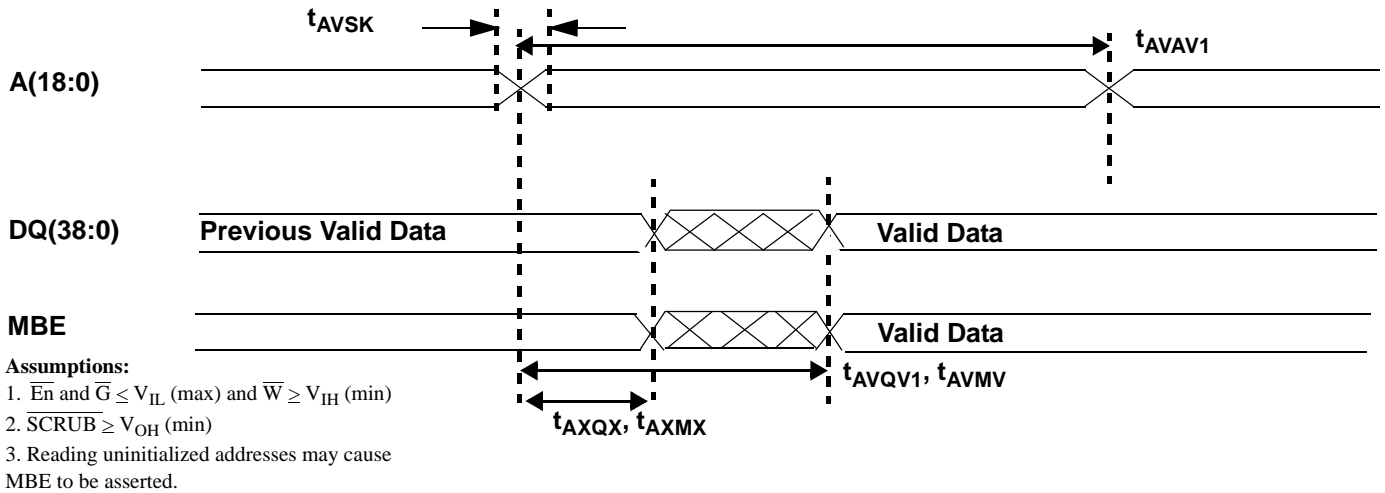 tAVSK
tAVAV1
A(18:0)
DQ(38:0) Previous Valid Data Valid Data
MBE Valid Data
Assumptions:
1. E̅n̅ and G̅ ≤ VIL (max) and W̅ ≥ VIH (min)
tAVQV1, tAVMV
2. S̅C̅R̅U̅B̅ ≥ VOH (min)
tAXQX, tAXMX
3. Reading uninitialized addresses may cause
MBE to be asserted.